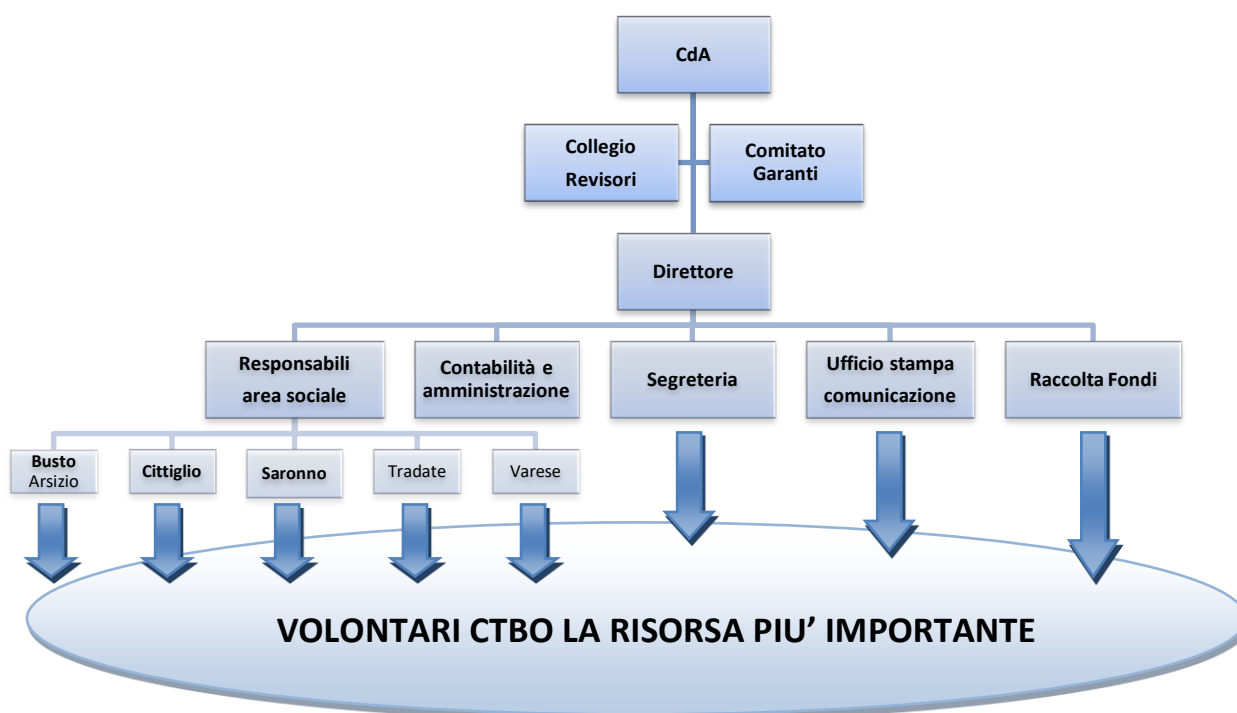 CdA
Collegio
Revisori
Comitato
Garanti
Direttore
Responsabili
area sociale
Contabilità e
amministrazione
Segreteria
Ufficio stampa
comunicazione
Raccolta Fondi
Busto
Arsizio
Cittiglio
Saronno
Tradate
Varese
VOLONTARI CTBO LA RISORSA PIU’ IMPORTANTE